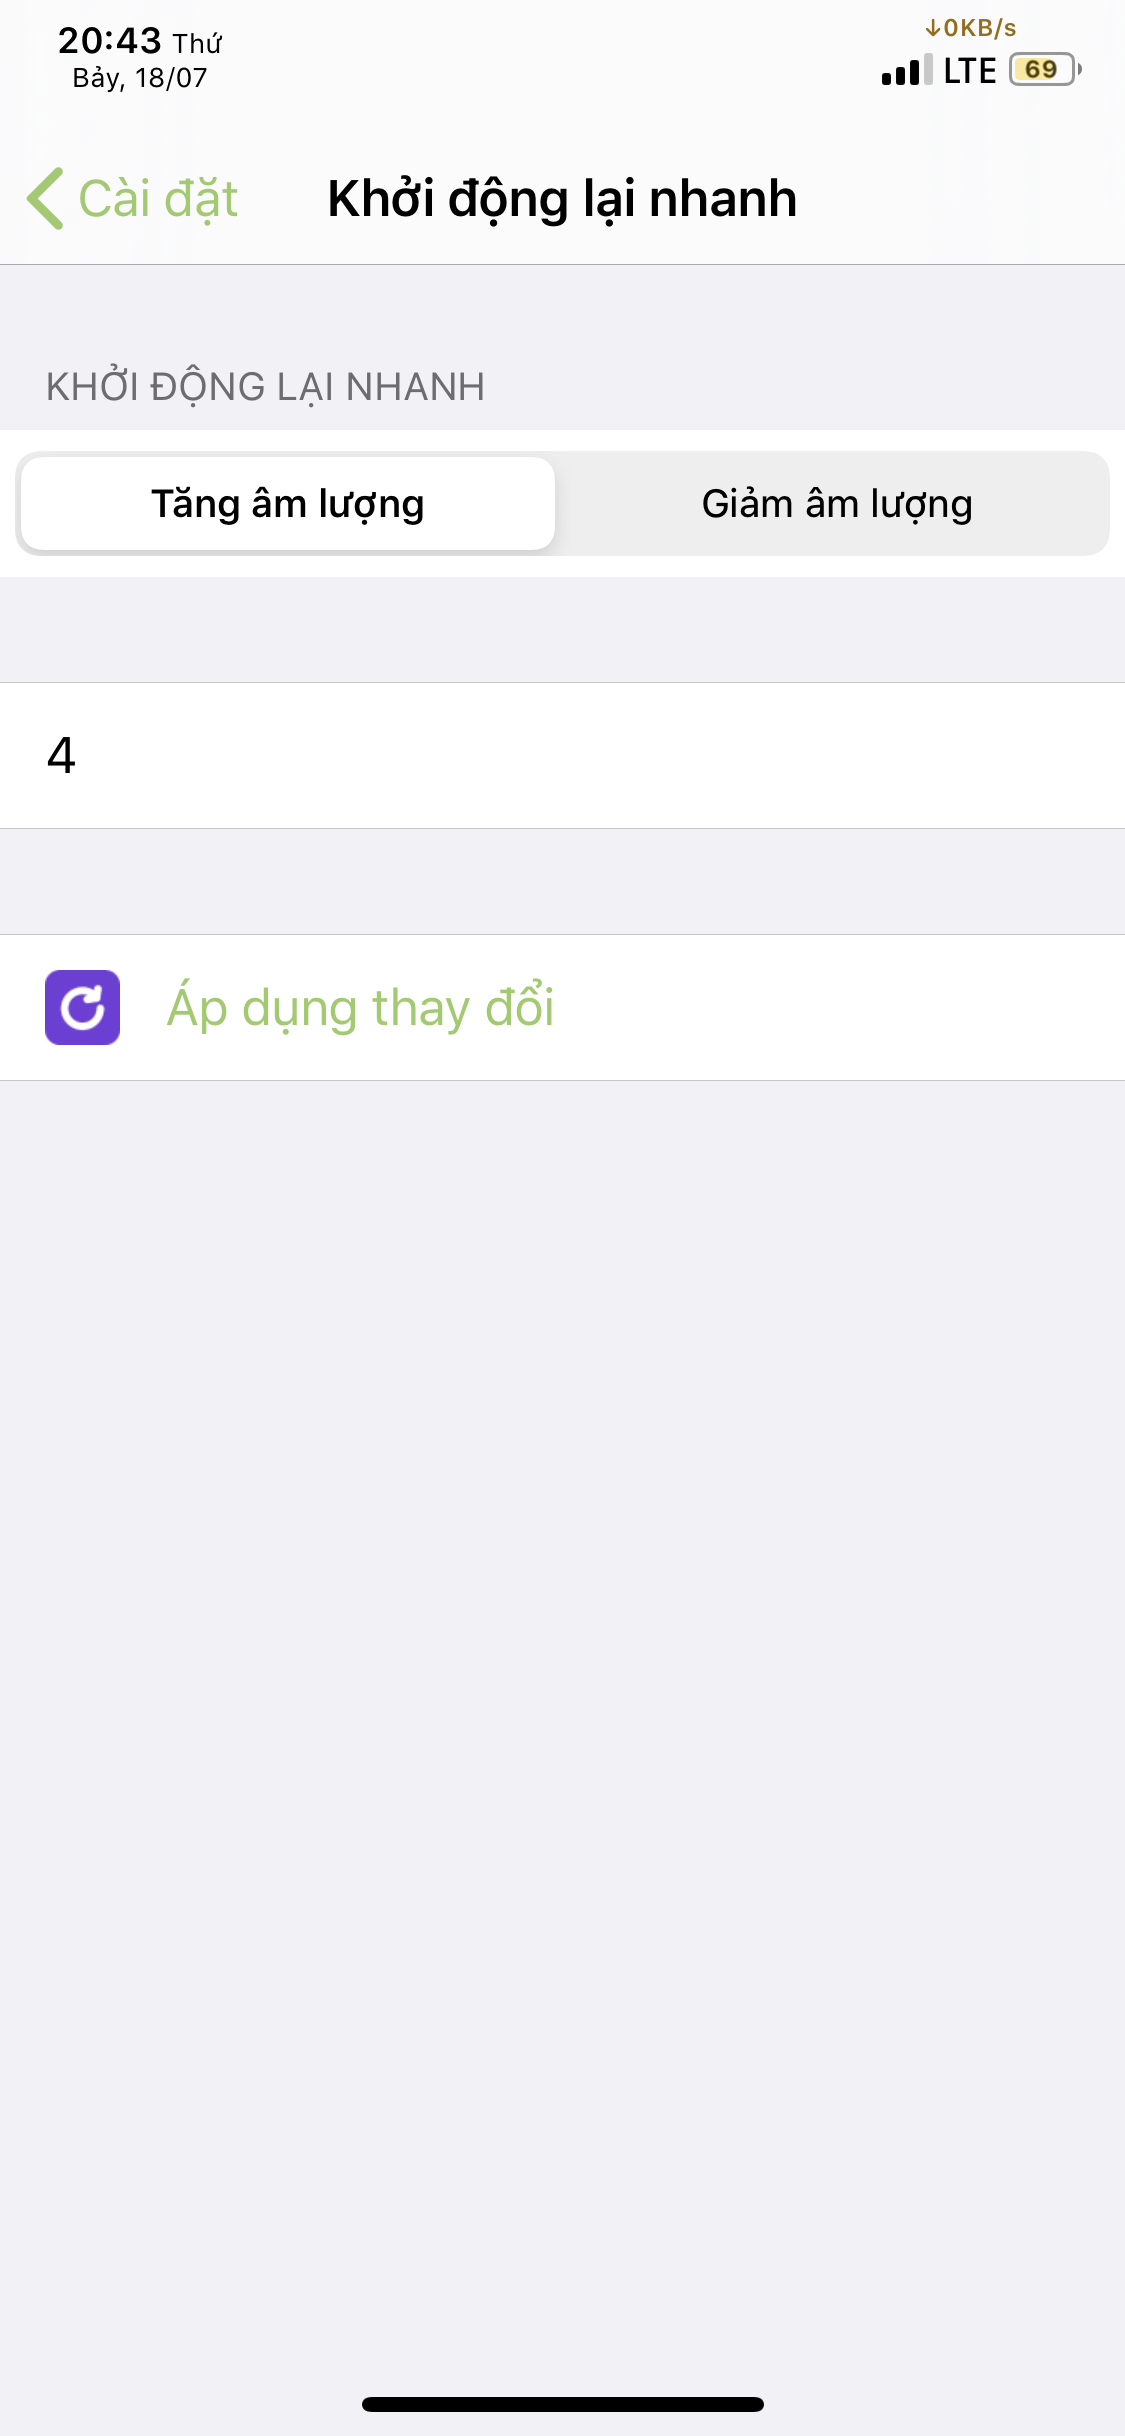 20:43 Thứ
Bảy, 18/07
↓0KB/s
LTE 69
Cài đặt
Khởi động lại nhanh
KHỞI ĐỘNG LẠI NHANH
Tăng âm lượng
Giảm âm lượng
4
Áp dụng thay đổi